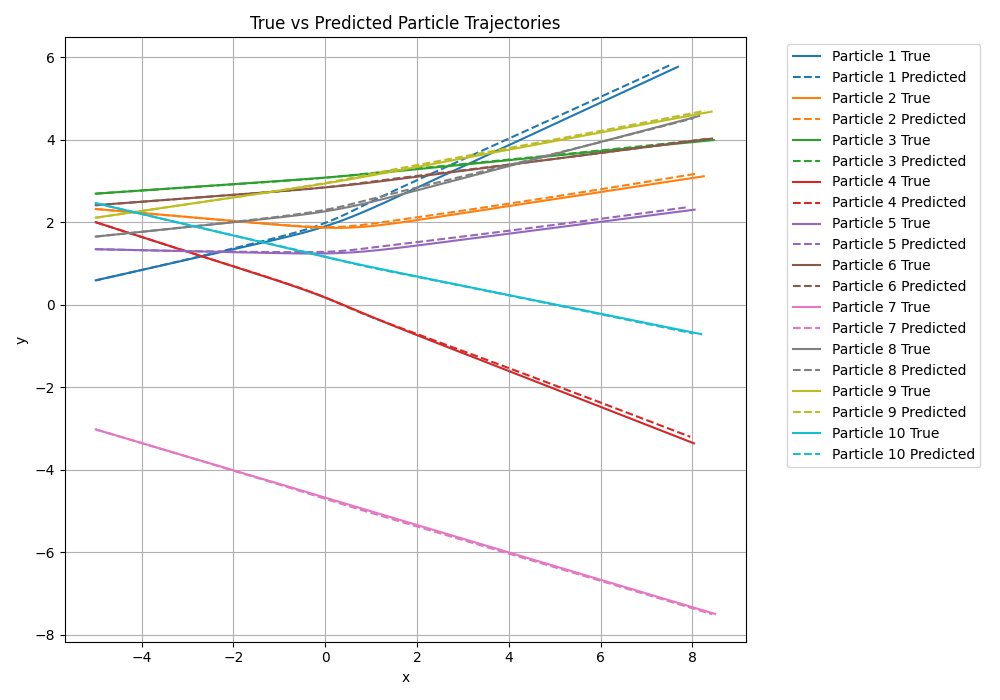 True vs Predicted Particle Trajectories
6
4
2
0
−2
−4
−6
−8
y
−4
−2
0
2
4
6
8
x
Particle 1 True
Particle 1 Predicted
Particle 2 True
Particle 2 Predicted
Particle 3 True
Particle 3 Predicted
Particle 4 True
Particle 4 Predicted
Particle 5 True
Particle 5 Predicted
Particle 6 True
Particle 6 Predicted
Particle 7 True
Particle 7 Predicted
Particle 8 True
Particle 8 Predicted
Particle 9 True
Particle 9 Predicted
Particle 10 True
Particle 10 Predicted